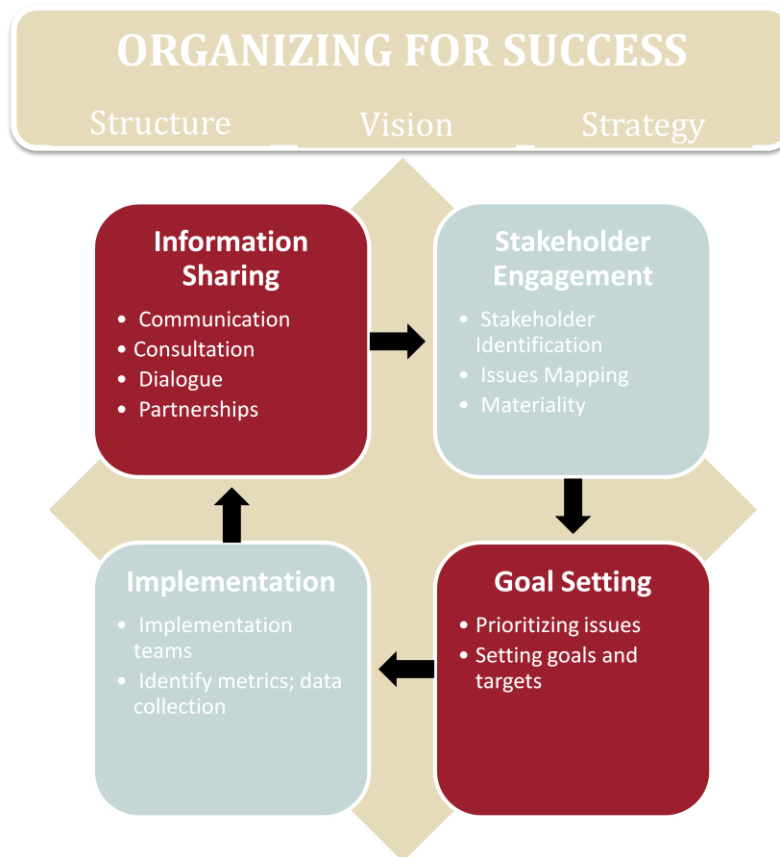 ORGANIZING FOR SUCCESS
Structure Vision Strategy
Information
Sharing
• Communication
• Consultation
• Dialogue
• Partnerships
Stakeholder
Engagement
• Stakeholder
Identification
• Issues Mapping
• Materiality
Implementation
• Implementation
teams
• Identify metrics; data
collection
Goal Setting
• Prioritizing issues
• Setting goals and
targets